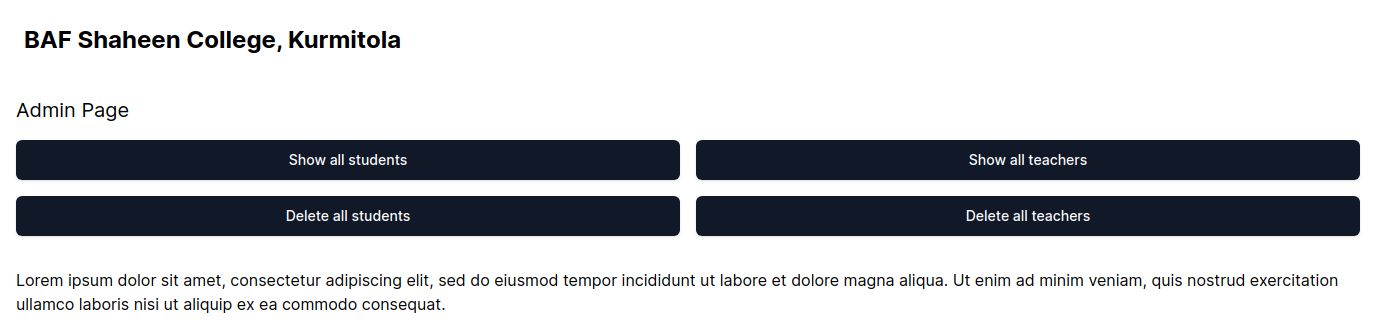 BAF Shaheen College, Kurmitola
Admin Page
Show all students
Show all teachers
Delete all students
Delete all teachers
Lorem ipsum dolor sit amet, consectetur adipiscing elit, sed do eiusmod tempor incididunt ut labore et dolore magna aliqua. Ut enim ad minim veniam, quis nostrud exercitation
ullamco laboris nisi ut aliquip ex ea commodo consequat.